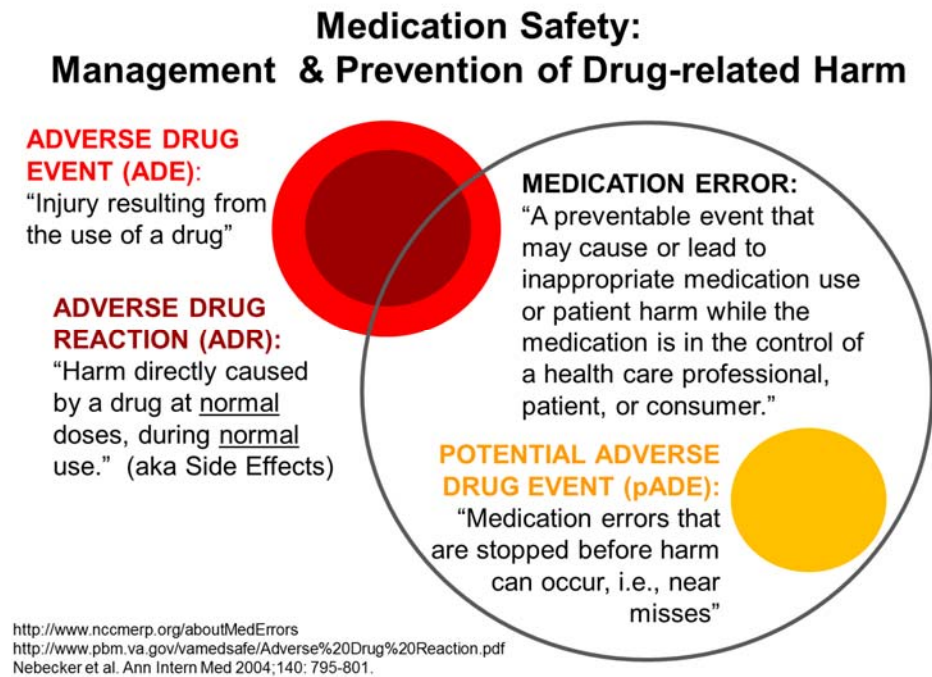 Medication Safety:
Management & Prevention of Drug-related Harm
ADVERSE DRUG
EVENT (ADE):
“Injury resulting from
the use of a drug”
ADVERSE DRUG
REACTION (ADR):
“Harm directly caused
by a drug at normal
doses, during normal
use.” (aka Side Effects)
MEDICATION ERROR:
“A preventable event that
may cause or lead to
inappropriate medication use
or patient harm while the
medication is in the control of
a health care professional,
patient, or consumer.”
POTENTIAL ADVERSE
DRUG EVENT (pADE):
“Medication errors that
are stopped before harm
can occur, i.e., near
misses”
http://www.nccmerp.org/aboutMedErrors
http://www.pbm.va.gov/vamedsafe/Adverse%20Drug%20Reaction.pdf
Nebecker et al. Ann Intern Med 2004;140: 795-801.